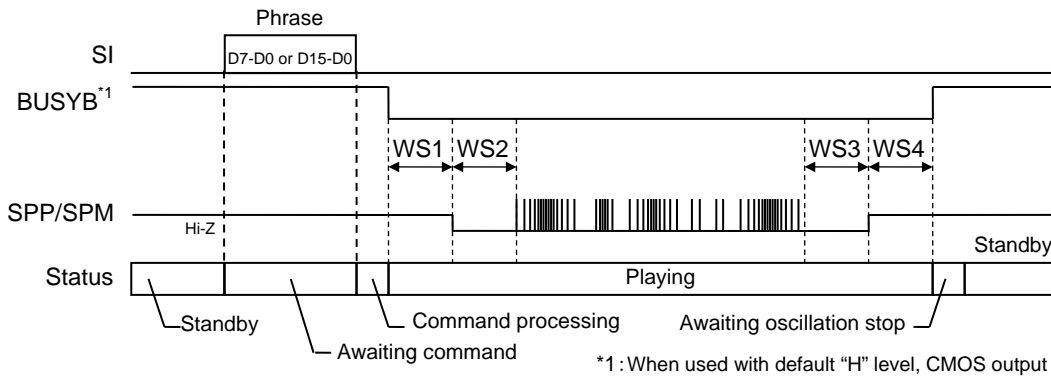 Phrase
SI
D7-D0 or D15-D0
BUSYB*1
WS1 WS2 WS3 WS4
SPP/SPM
Hi-Z
Standby
Status
Playing
Standby
Command processing
Awaiting oscillation stop
Awaiting command
*1: When used with default “H” level, CMOS output